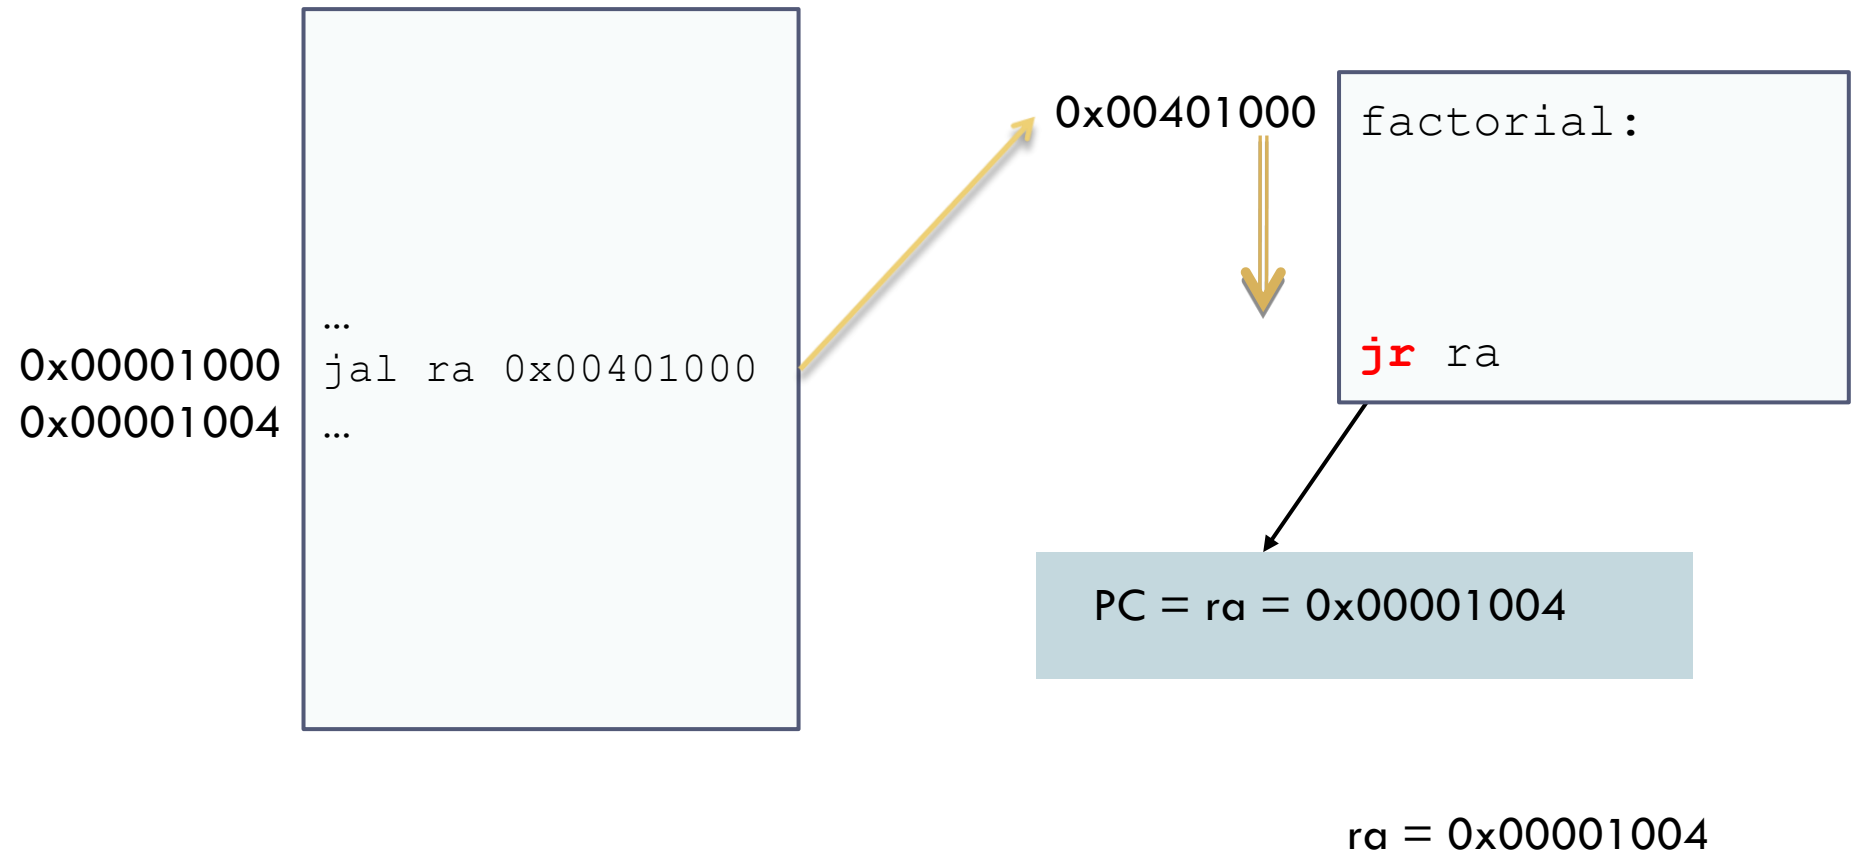 0x00401000
factorial:
…
0x00001000
jal ra 0x00401000
jr ra
0x00001004
…
PC = ra = 0x00001004
ra = 0x00001004